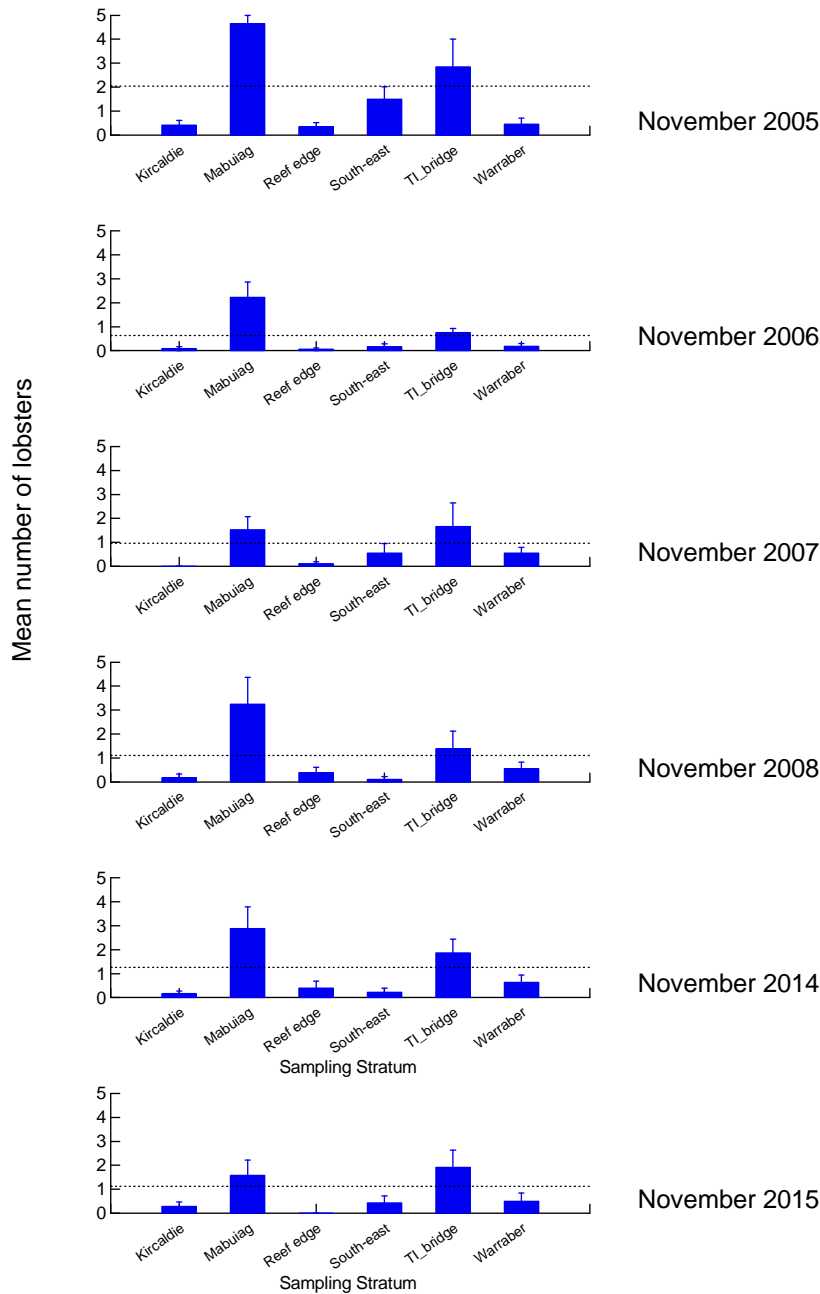 Mean number of lobsters
5
4
3
2
1
0
Kircaldie
Mabuiag
Reef edge
South-east
TI_bridge
Warraber
November 2005
5
4
3
2
1
0
Kircaldie
Mabuiag
Reef edge
South-east
TI_bridge
Warraber
November 2006
5
4
3
2
1
0
Kircaldie
Mabuiag
Reef edge
South-east
TI_bridge
Warraber
November 2007
5
4
3
2
1
0
Kircaldie
Mabuiag
Reef edge
South-east
TI_bridge
Warraber
November 2008
5
4
3
2
1
0
Kircaldie
Mabuiag
Reef edge
South-east
TI_bridge
Warraber
Sampling Stratum
November 2014
5
4
3
2
1
0
Kircaldie
Mabuiag
Reef edge
South-east
TI_bridge
Warraber
Sampling Stratum
November 2015